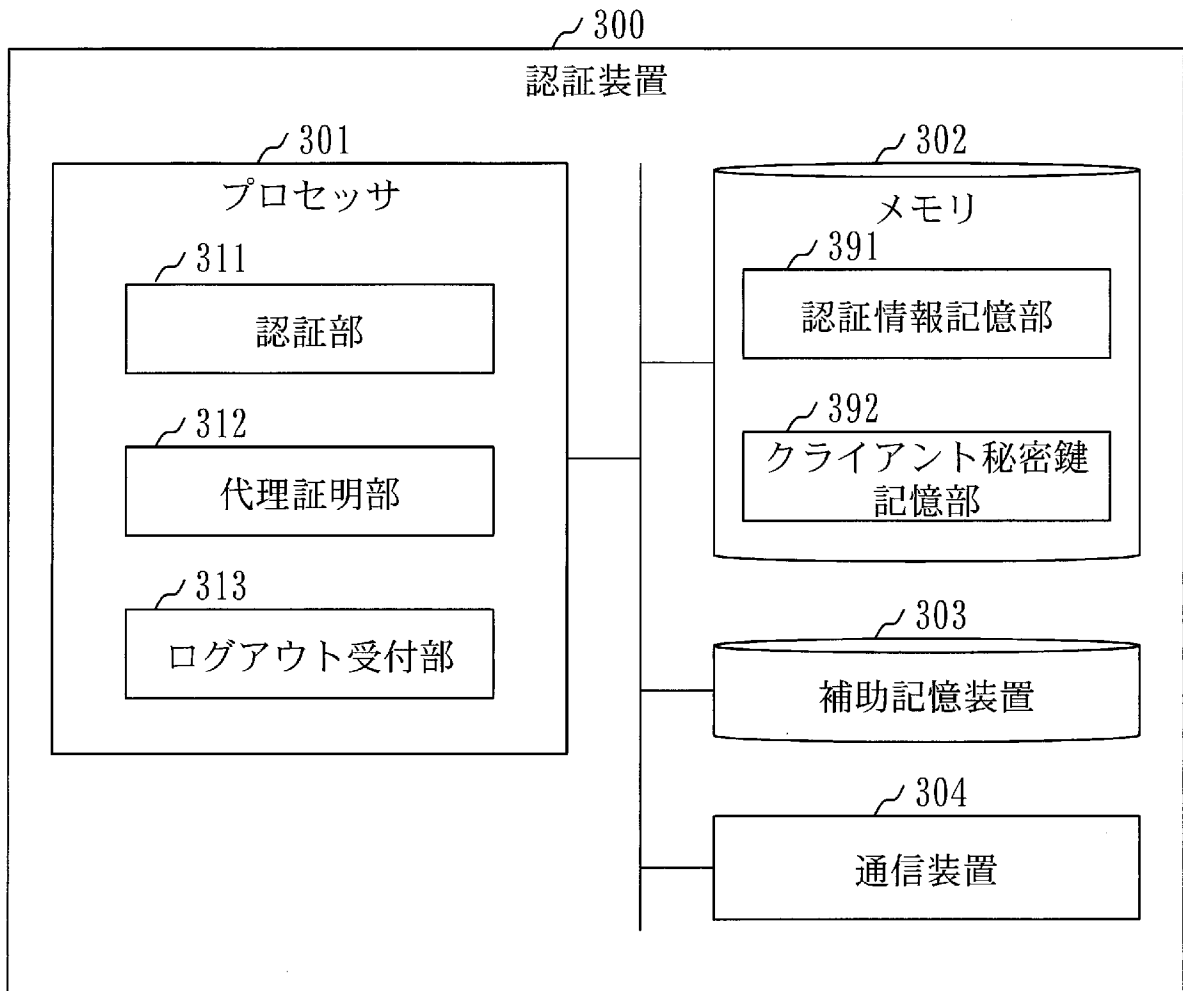 300
認証装置
301
プロセッサ
311
認証部
312
代理証明部
313
ログアウト受付部
302
メモリ
391
認証情報記憶部
392
クライアント秘密鍵
記憶部
303
補助記憶装置
304
通信装置